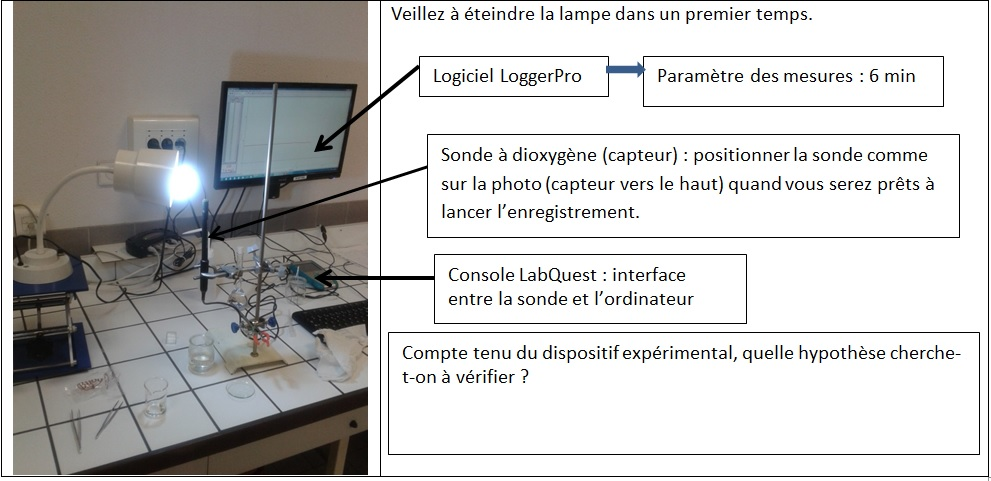 Veillez à éteindre la lampe dans un premier temps.
Logiciel LoggerPro
Paramètre des mesures : 6 min
Sonde à dioxygène (capteur) : positionner la sonde comme
sur la photo (capteur vers le haut) quand vous serez prêts à
lancer l’enregistrement.
Console LabQuest : interface
entre la sonde et l’ordinateur
Compte tenu du dispositif expérimental, quelle hypothèse cherche-
t-on à vérifier ?